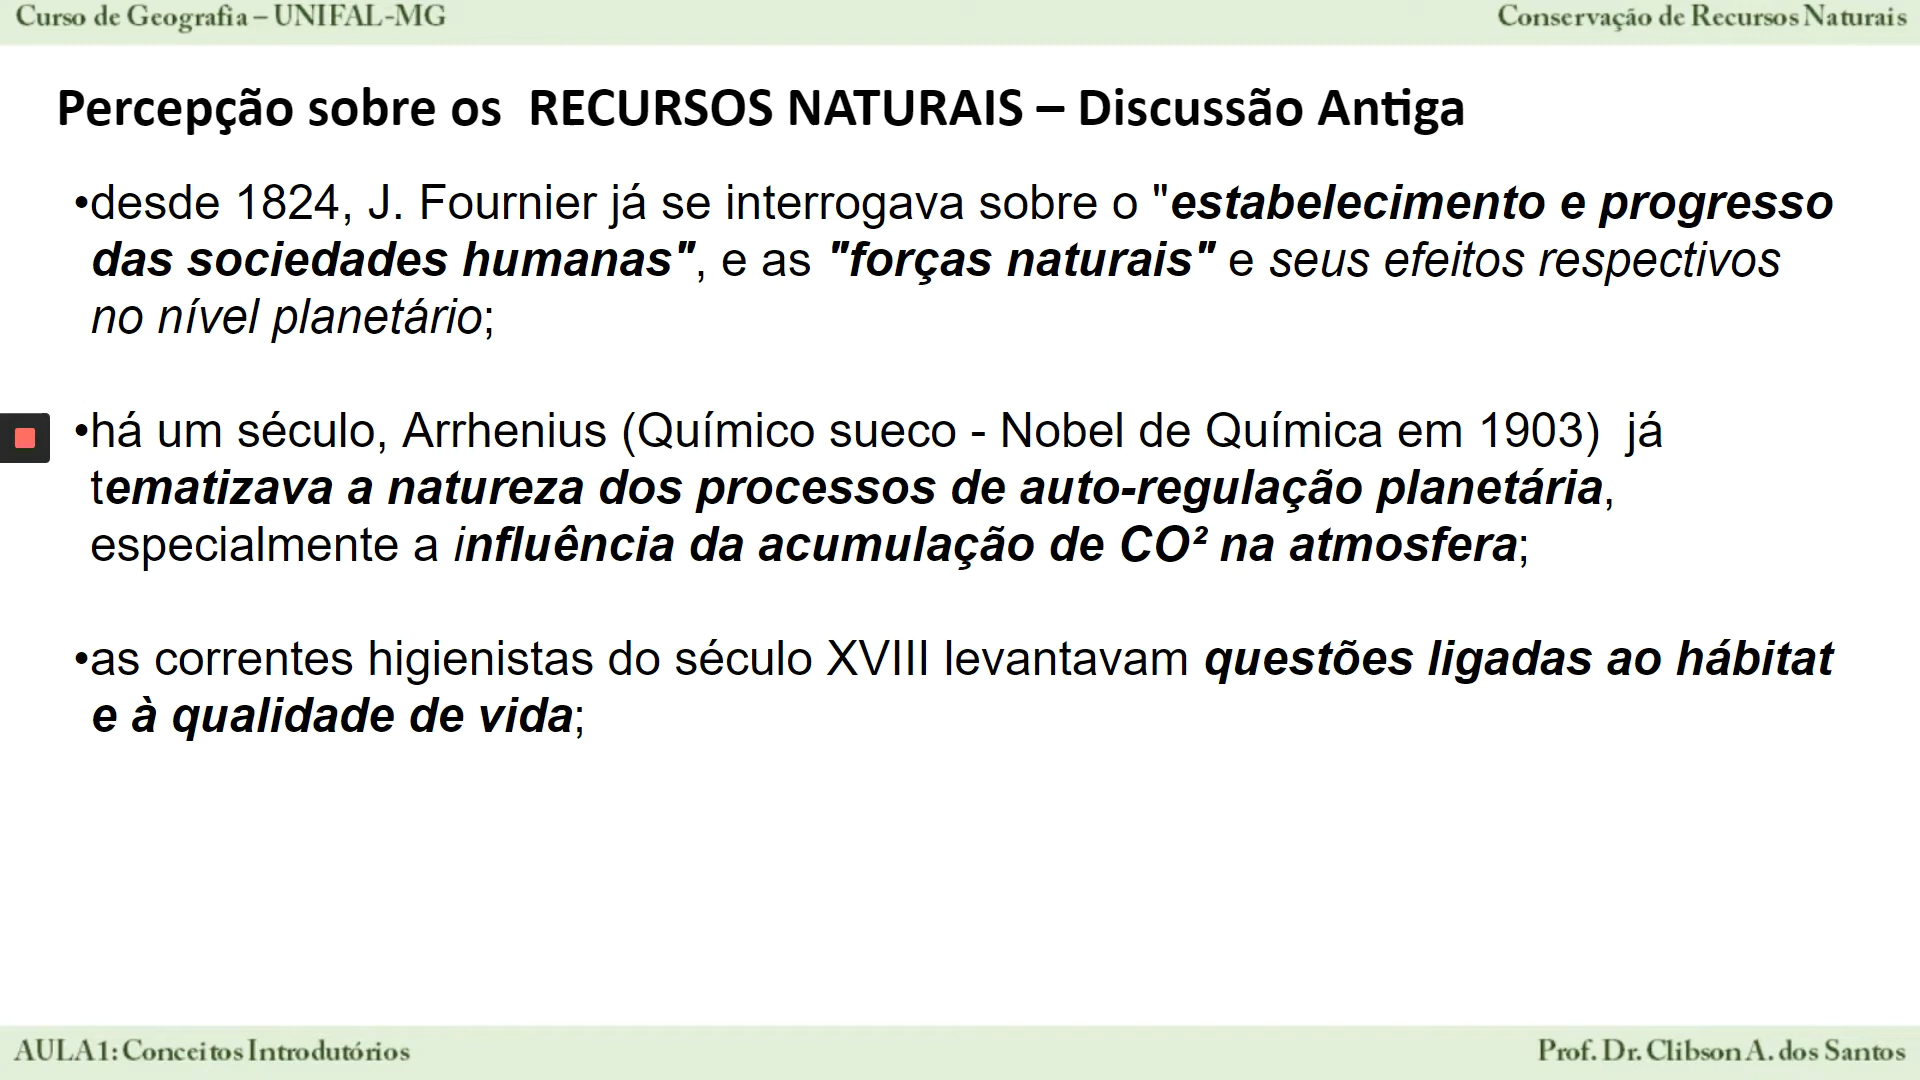 Curso de Geografia – UNIFAL-MG
Conservação de Recursos Naturais
Percepção sobre os  RECURSOS NATURAIS – Discussão Antiga
•desde 1824, J. Fournier já se interrogava sobre o "estabelecimento e progresso
das sociedades humanas", e as "forças naturais" e seus efeitos respectivos
no nível planetário;
•há um século, Arrhenius (Químico sueco - Nobel de Química em 1903)  já
tematizava a natureza dos processos de auto-regulação planetária,
especialmente a influência da acumulação de CO² na atmosfera;
•as correntes higienistas do século XVIII levantavam questões ligadas ao hábitat
e à qualidade de vida;
AULA1: Conceitos Introdutórios
Prof. Dr. Clibson A. dos Santos